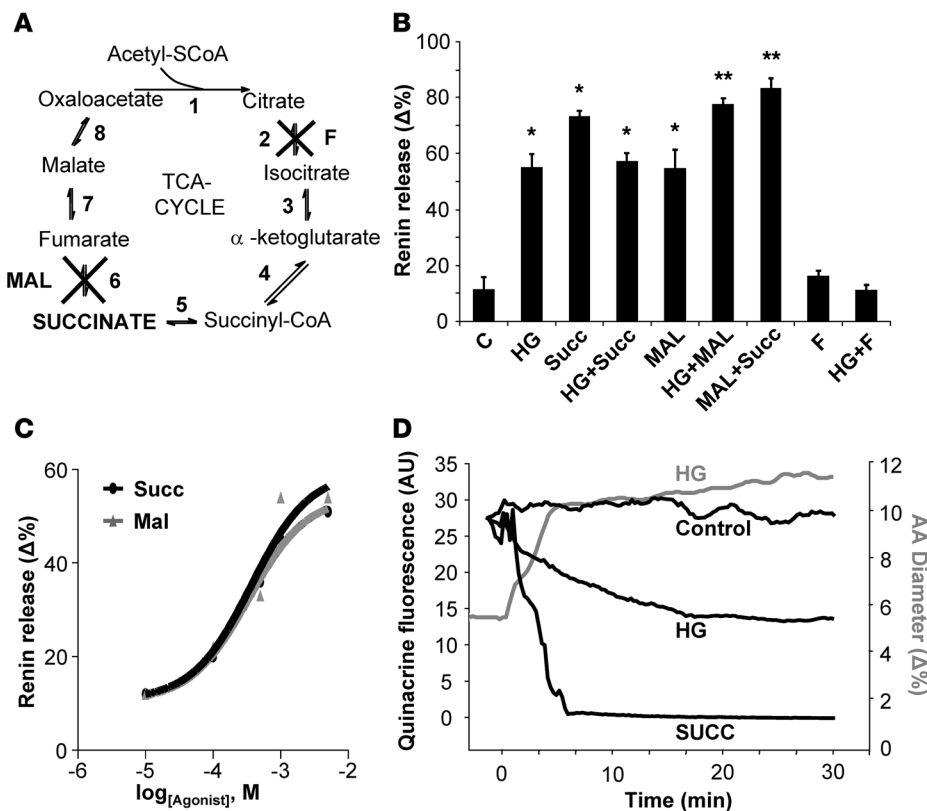 A
Acetyl-SCoA
Oxaloacetate
1
Citrate
8
2
F
Malate
Isocitrate
TCA-
CYCLE
7
3
Fumarate
α -ketoglutarate
MAL
6
4
SUCCINATE
5
Succinyl-CoA
B
Renin release (Δ%)
100
80
60
40
20
0
*
*
*
*
**
**
C
HG
Succ
HG+Succ
MAL
HG+MAL
MAL+Succ
F
HG+F
C
Renin release (Δ%)
60
40
20
0
Succ
Mal
-6
-5
-4
-3
-2
log[Agonist], M
D
Quinacrine fluorescence (AU)
35
30
25
20
15
10
5
0
HG
Control
HG
SUCC
12
10
8
6
4
2
0
AA Diameter (Δ%)
0
10
20
30
Time (min)